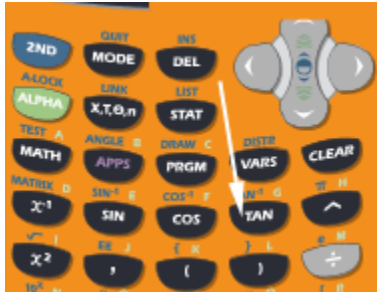 QUIT INS
2ND MODE DEL
A-LOCK LINK LIST
ALPHA X,T,Θ,n STAT
TEST A ANGLE B DRAW C DISTR
MATH APPS PRGM VARS CLEAR
MATRIX D SIN⁻¹ E COS⁻¹ F TAN⁻¹ G π H
X⁻¹ SIN COS TAN ^
√ I EE J { K } L e M
X² , ( ) ÷
10ˣ N